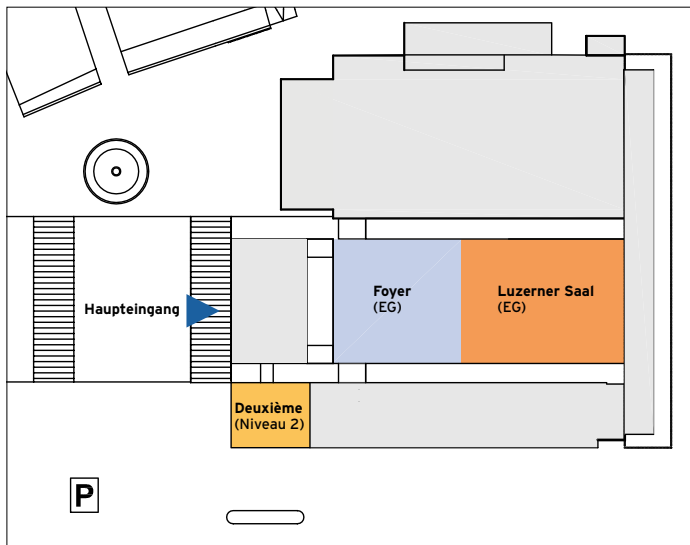 Haupteingang
Foyer
(EG)
Luzerner Saal
(EG)
Deuxième
(Niveau 2)
P